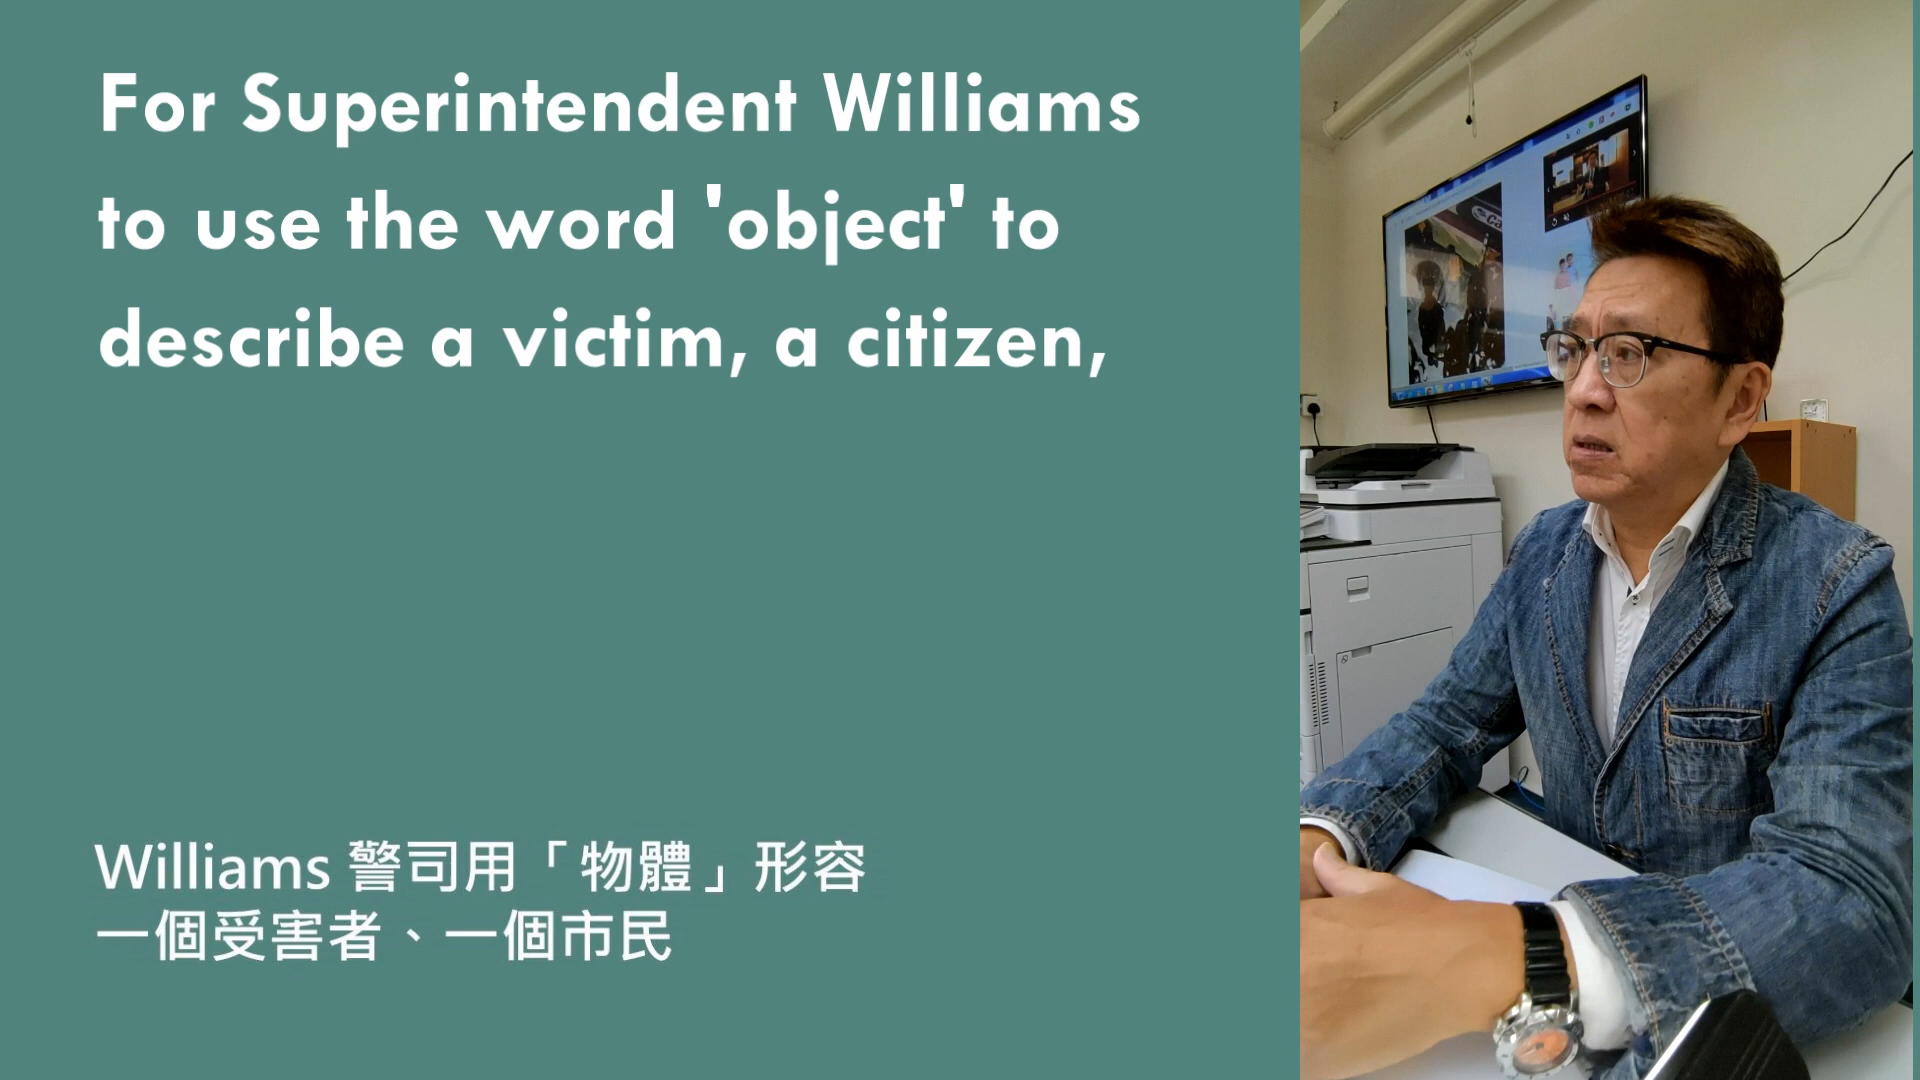 For Superintendent Williams
to use the word 'object' to
describe a victim, a citizen,
Williams 警司用「物體」形容
一個受害者、一個市民